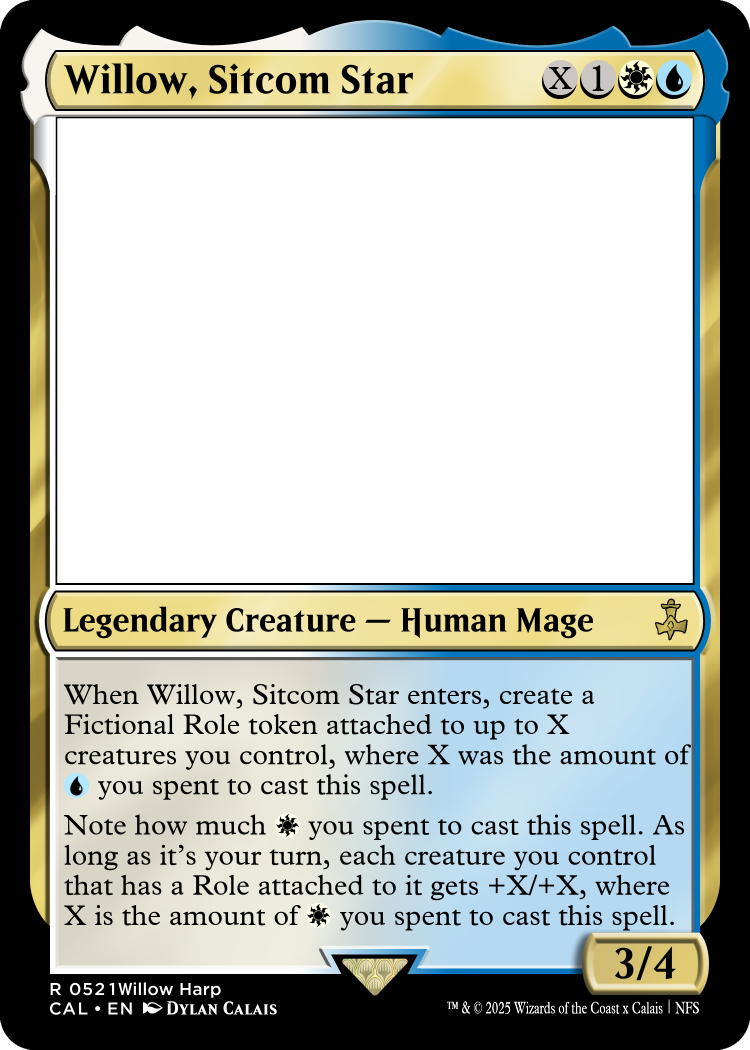 Willow, Sitcom Star X 1
Legendary Creature — Human Mage
When Willow, Sitcom Star enters, create a
Fictional Role token attached to up to X
creatures you control, where X was the amount of
you spent to cast this spell.
Note how much you spent to cast this spell. As
long as it's your turn, each creature you control
that has a Role attached to it gets +X/+X, where
X is the amount of you spent to cast this spell.
3/4
R 0521Willow Harp
CAL • EN Dylan Calais
™ & © 2025 Wizards of the Coast x Calais | NFS